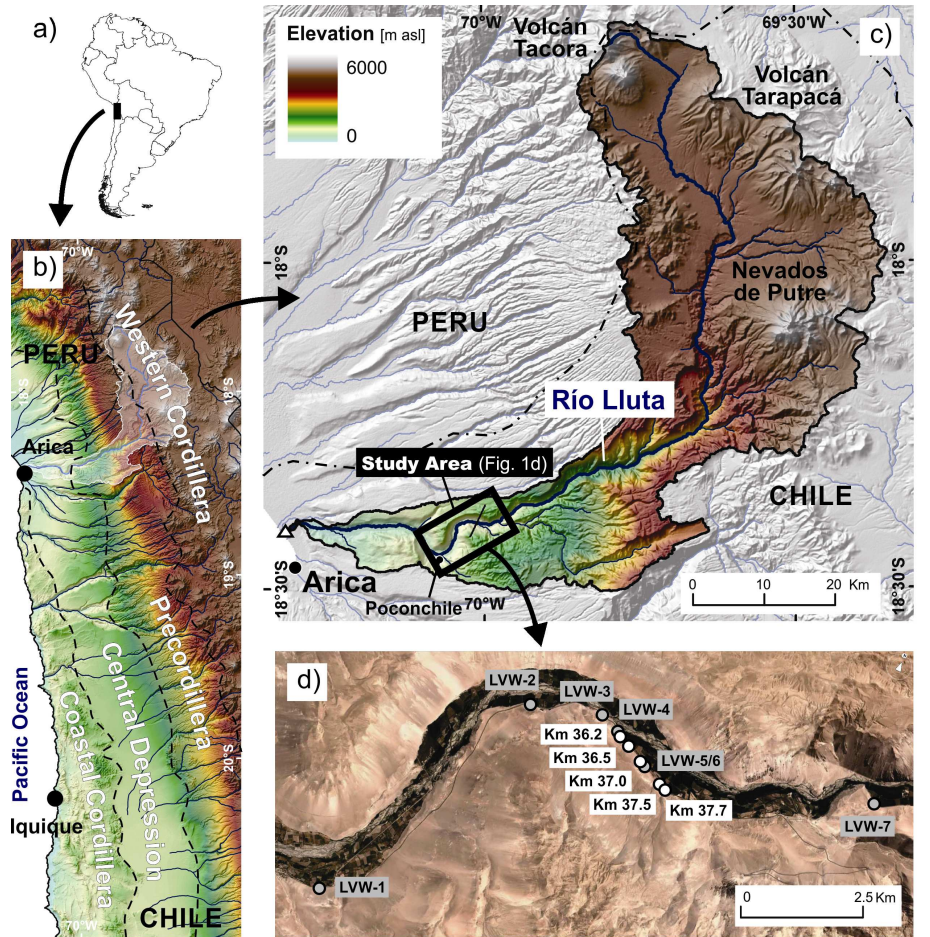 a)
Elevation [m asl]
6000
0
70°W
69°30'W
c)
Volcán
Tacora
Volcán
Tarapacá
18°S
18°S
Nevados
de Putre
PERU
Río Lluta
Study Area (Fig. 1d)
CHILE
Arica
Poconchile
70°W
18°30'S
18°30'S
0 10 20 Km
b)
70°W
PERU
Western Cordillera
18°S
18°S
Arica
19°S
Precordillera
Central Depression
Coastal Cordillera
Pacific Ocean
20°S
Iquique
CHILE
70°W
d)
LVW-2
LVW-3
LVW-4
Km 36.2
Km 36.5
LVW-5/6
Km 37.0
Km 37.5
Km 37.7
LVW-7
LVW-1
0 2.5 Km